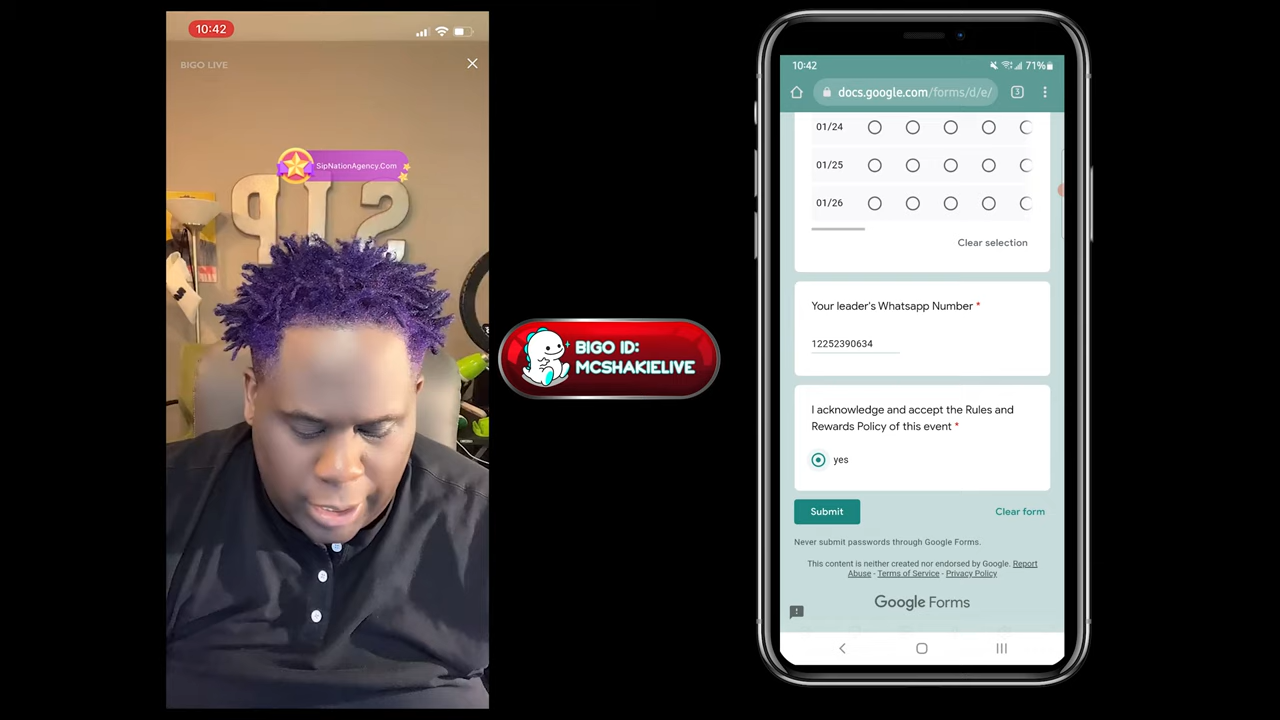 10:42
BIGO LIVE
SipNationAgency.Com
SIP
BIGO ID:
MCSHAKIELIVE
10:42
71%
docs.google.com/forms/d/e/
3
01/24
01/25
01/26
Clear selection
Your leader's Whatsapp Number *
12252390634
I acknowledge and accept the Rules and
Rewards Policy of this event *
yes
Submit
Clear form
Never submit passwords through Google Forms.
This content is neither created nor endorsed by Google. Report
Abuse - Terms of Service - Privacy Policy
Google Forms